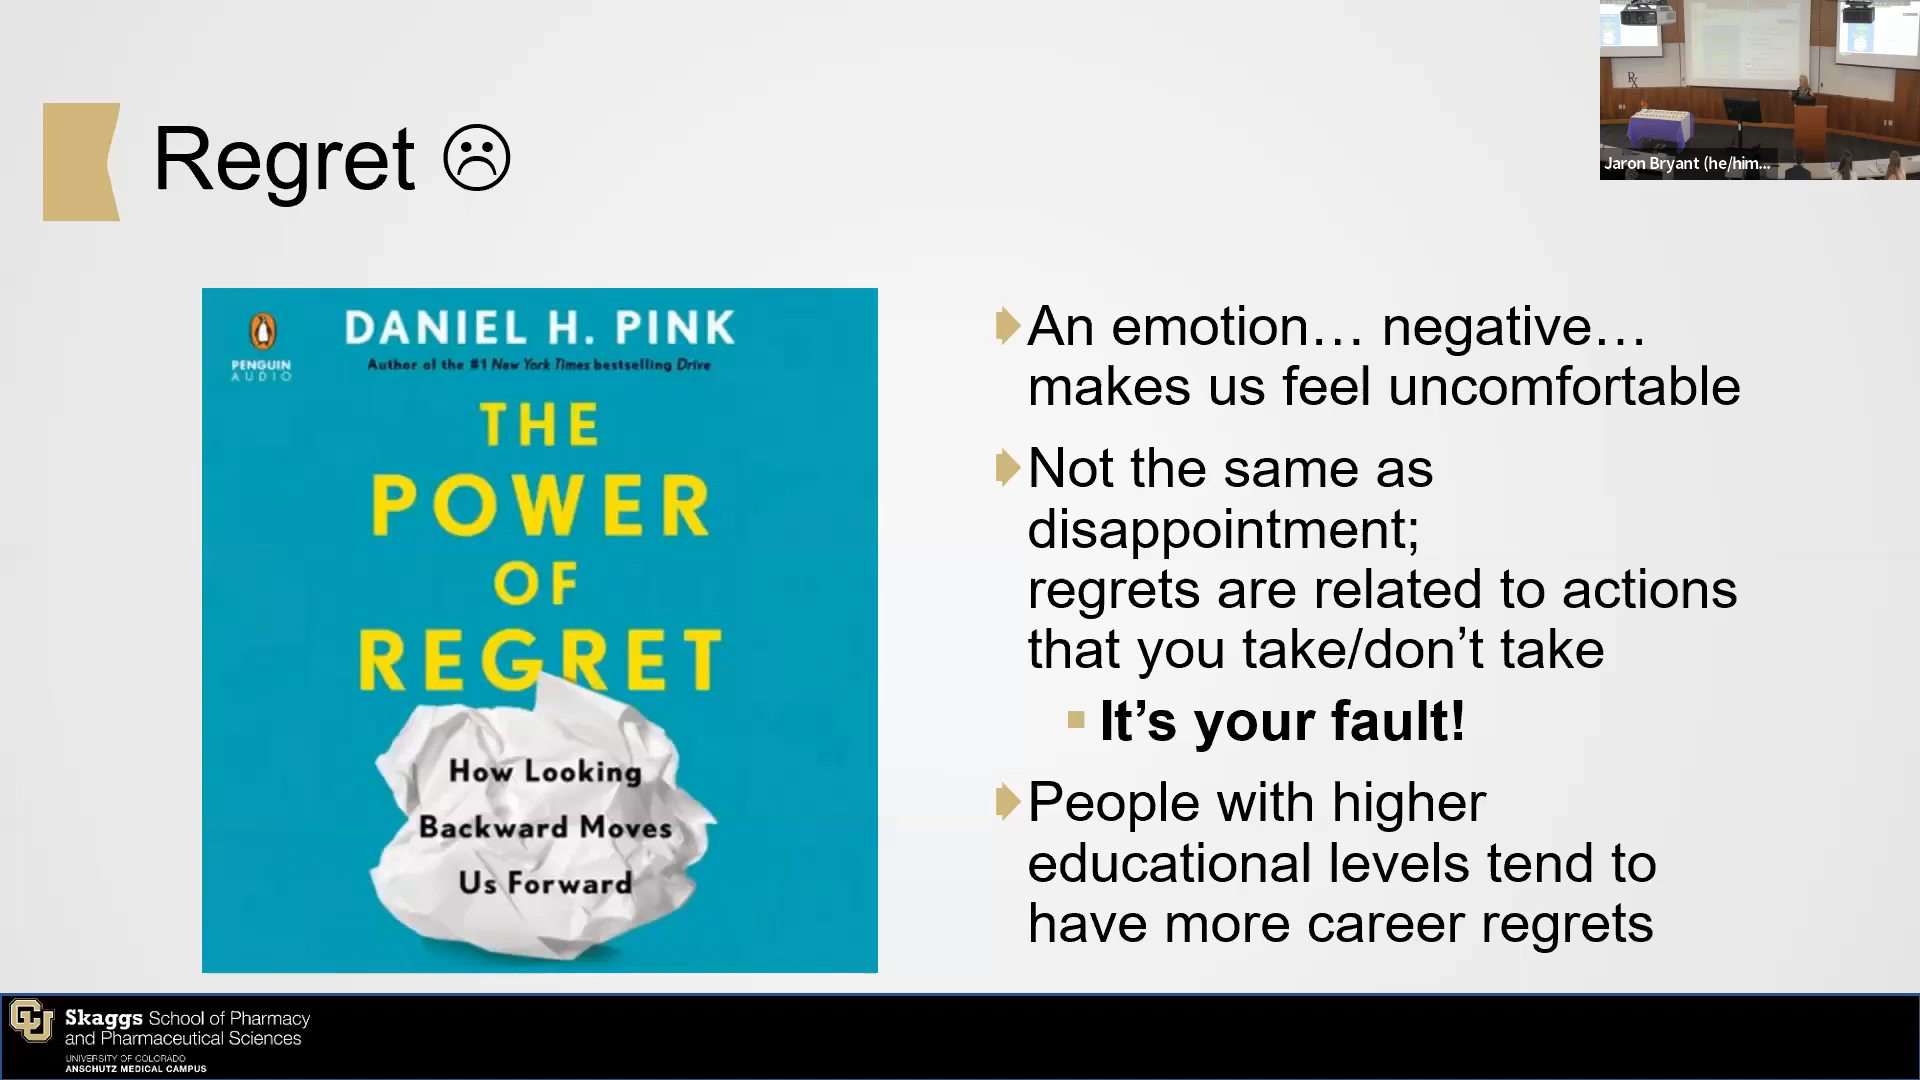 Regret ☹
Jaron Bryant (he/him...
PENGUIN
AUDIO
DANIEL H. PINK
Author of the #1 New York Times bestselling Drive
THE
POWER
OF
REGRET
How Looking
Backward Moves
Us Forward
An emotion… negative…
makes us feel uncomfortable
Not the same as
disappointment;
regrets are related to actions
that you take/don’t take
It’s your fault!
People with higher
educational levels tend to
have more career regrets
CU
Skaggs School of Pharmacy
and Pharmaceutical Sciences
UNIVERSITY OF COLORADO
ANSCHUTZ MEDICAL CAMPUS